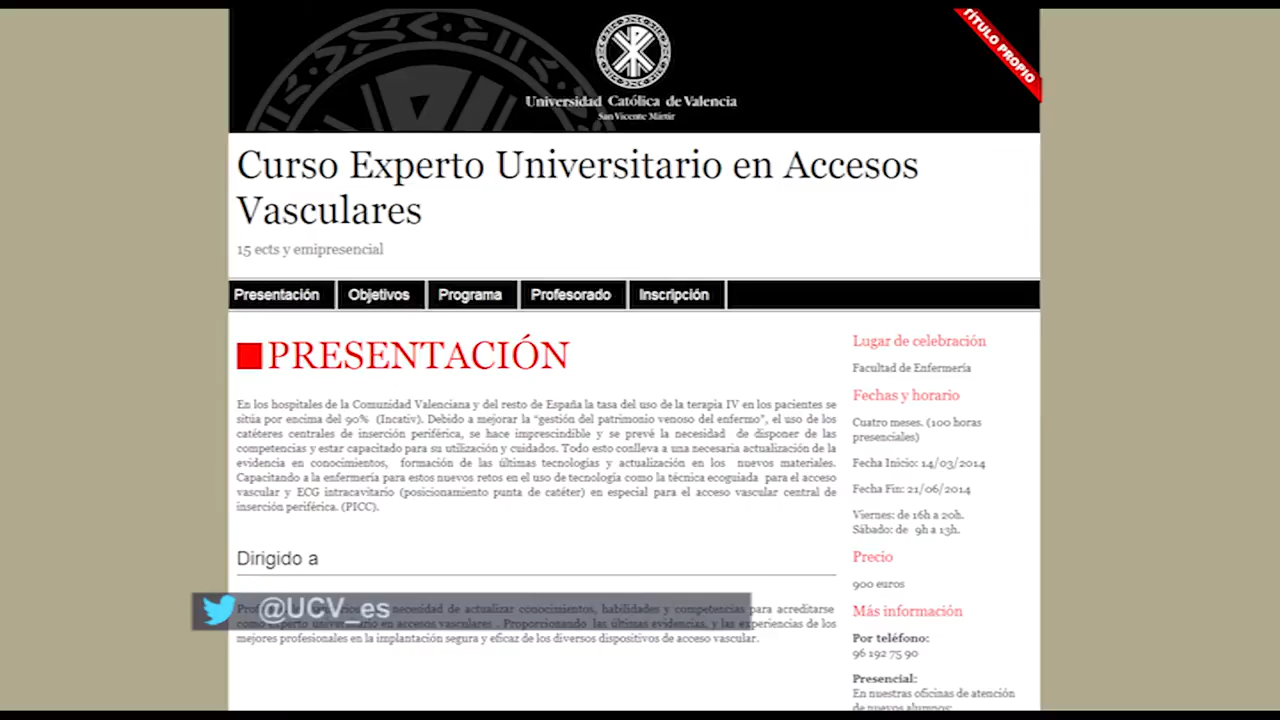 TÍTULO PROPIO
Universidad Católica de Valencia
San Vicente Mártir
Curso Experto Universitario en Accesos
Vasculares
15 ects y emipresencial
Presentación Objetivos Programa Profesorado Inscripción
PRESENTACIÓN
En los hospitales de la Comunidad Valenciana y del resto de España la tasa del uso de la terapia IV en los pacientes se
sitúa por encima del 90% (Incativ). Debido a mejorar la "gestión del patrimonio venoso del enfermo", el uso de los
catéteres centrales de inserción periférica, se hace imprescindible y se prevé la necesidad de disponer de las
competencias y estar capacitado para su utilización y cuidados. Todo esto conlleva a una necesaria actualización de la
evidencia en conocimientos, formación de las últimas tecnologías y actualización en los nuevos materiales.
Capacitando a la enfermería para estos nuevos retos en el uso de tecnología como la técnica ecoguiada para el acceso
vascular y ECG intracavitario (posicionamiento punta de catéter) en especial para el acceso vascular central de
inserción periférica. (PICC).
Dirigido a
necesidad de actualizar conocimientos, habilidades y competencias para acreditarse
experto universitario en accesos vasculares. Proporcionando las últimas evidencias, y las experiencias de los
mejores profesionales en la implantación segura y eficaz de los diversos dispositivos de acceso vascular.
@UCV_es
Lugar de celebración
Facultad de Enfermería
Fechas y horario
Cuatro meses. (100 horas
presenciales)
Fecha Inicio: 14/03/2014
Fecha Fin: 21/06/2014
Viernes: de 16h a 20h.
Sábado: de 9h a 13h.
Precio
900 euros
Más información
Por teléfono:
96 192 75 90
Presencial:
En nuestras oficinas de atención
de nuevos alumnos: